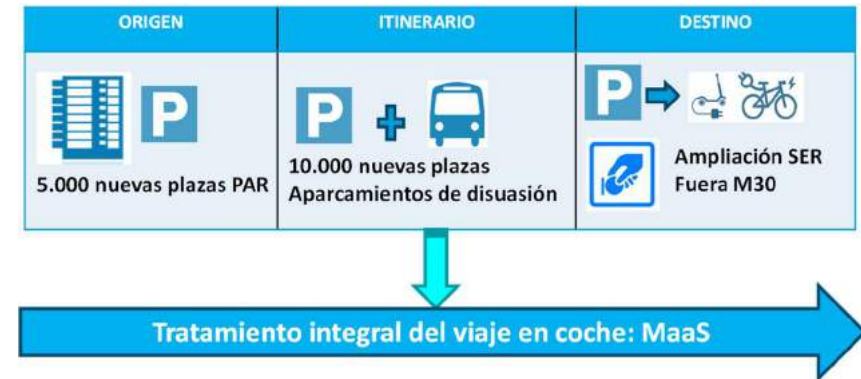 ORIGEN
ITINERARIO
DESTINO
P
5.000 nuevas plazas PAR
P
10.000 nuevas plazas
Aparcamientos de disuasión
P
Ampliación SER
Fuera M30
Tratamiento integral del viaje en coche: MaaS